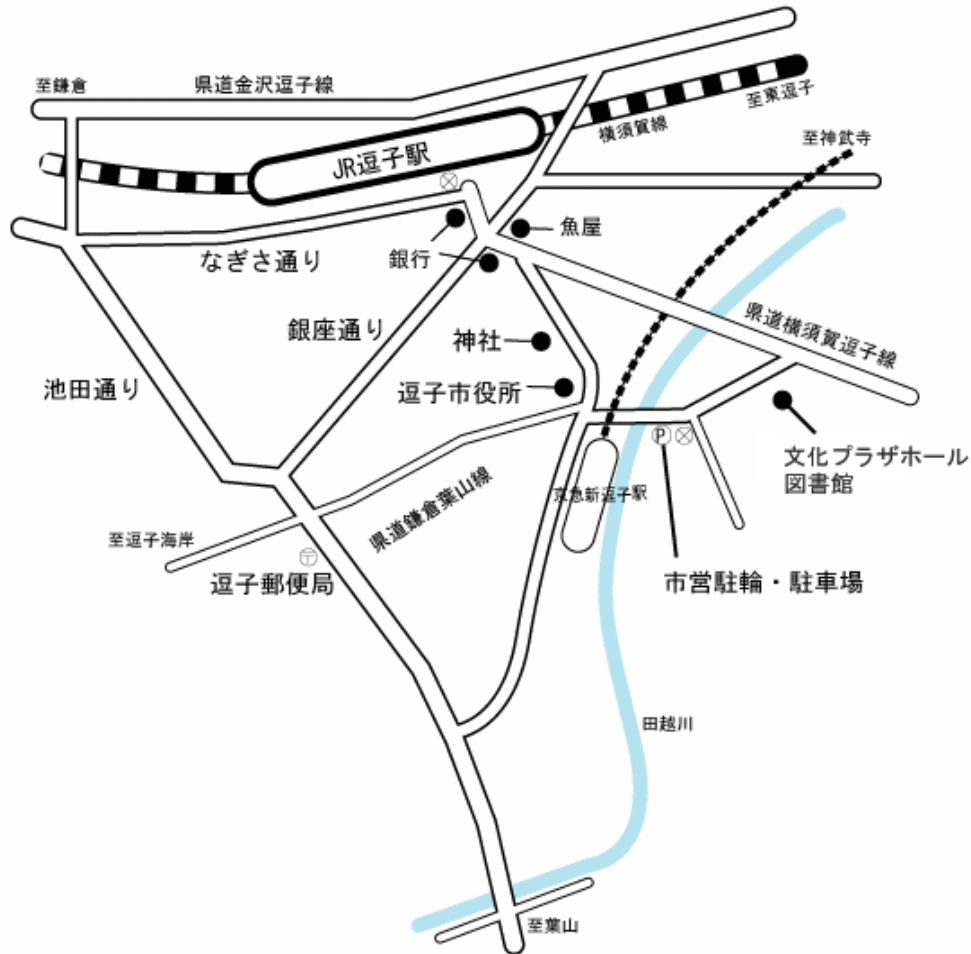 至鎌倉
県道金沢逗子線
至東逗子
横須賀線
至神武寺
JR逗子駅
魚屋
なぎさ通り
銀行
銀座通り
県道横須賀逗子線
神社
池田通り
逗子市役所
P
文化プラザホール
図書館
京急新逗子駅
県道鎌倉葉山線
至逗子海岸
〒
逗子郵便局
市営駐輪・駐車場
田越川
至葉山